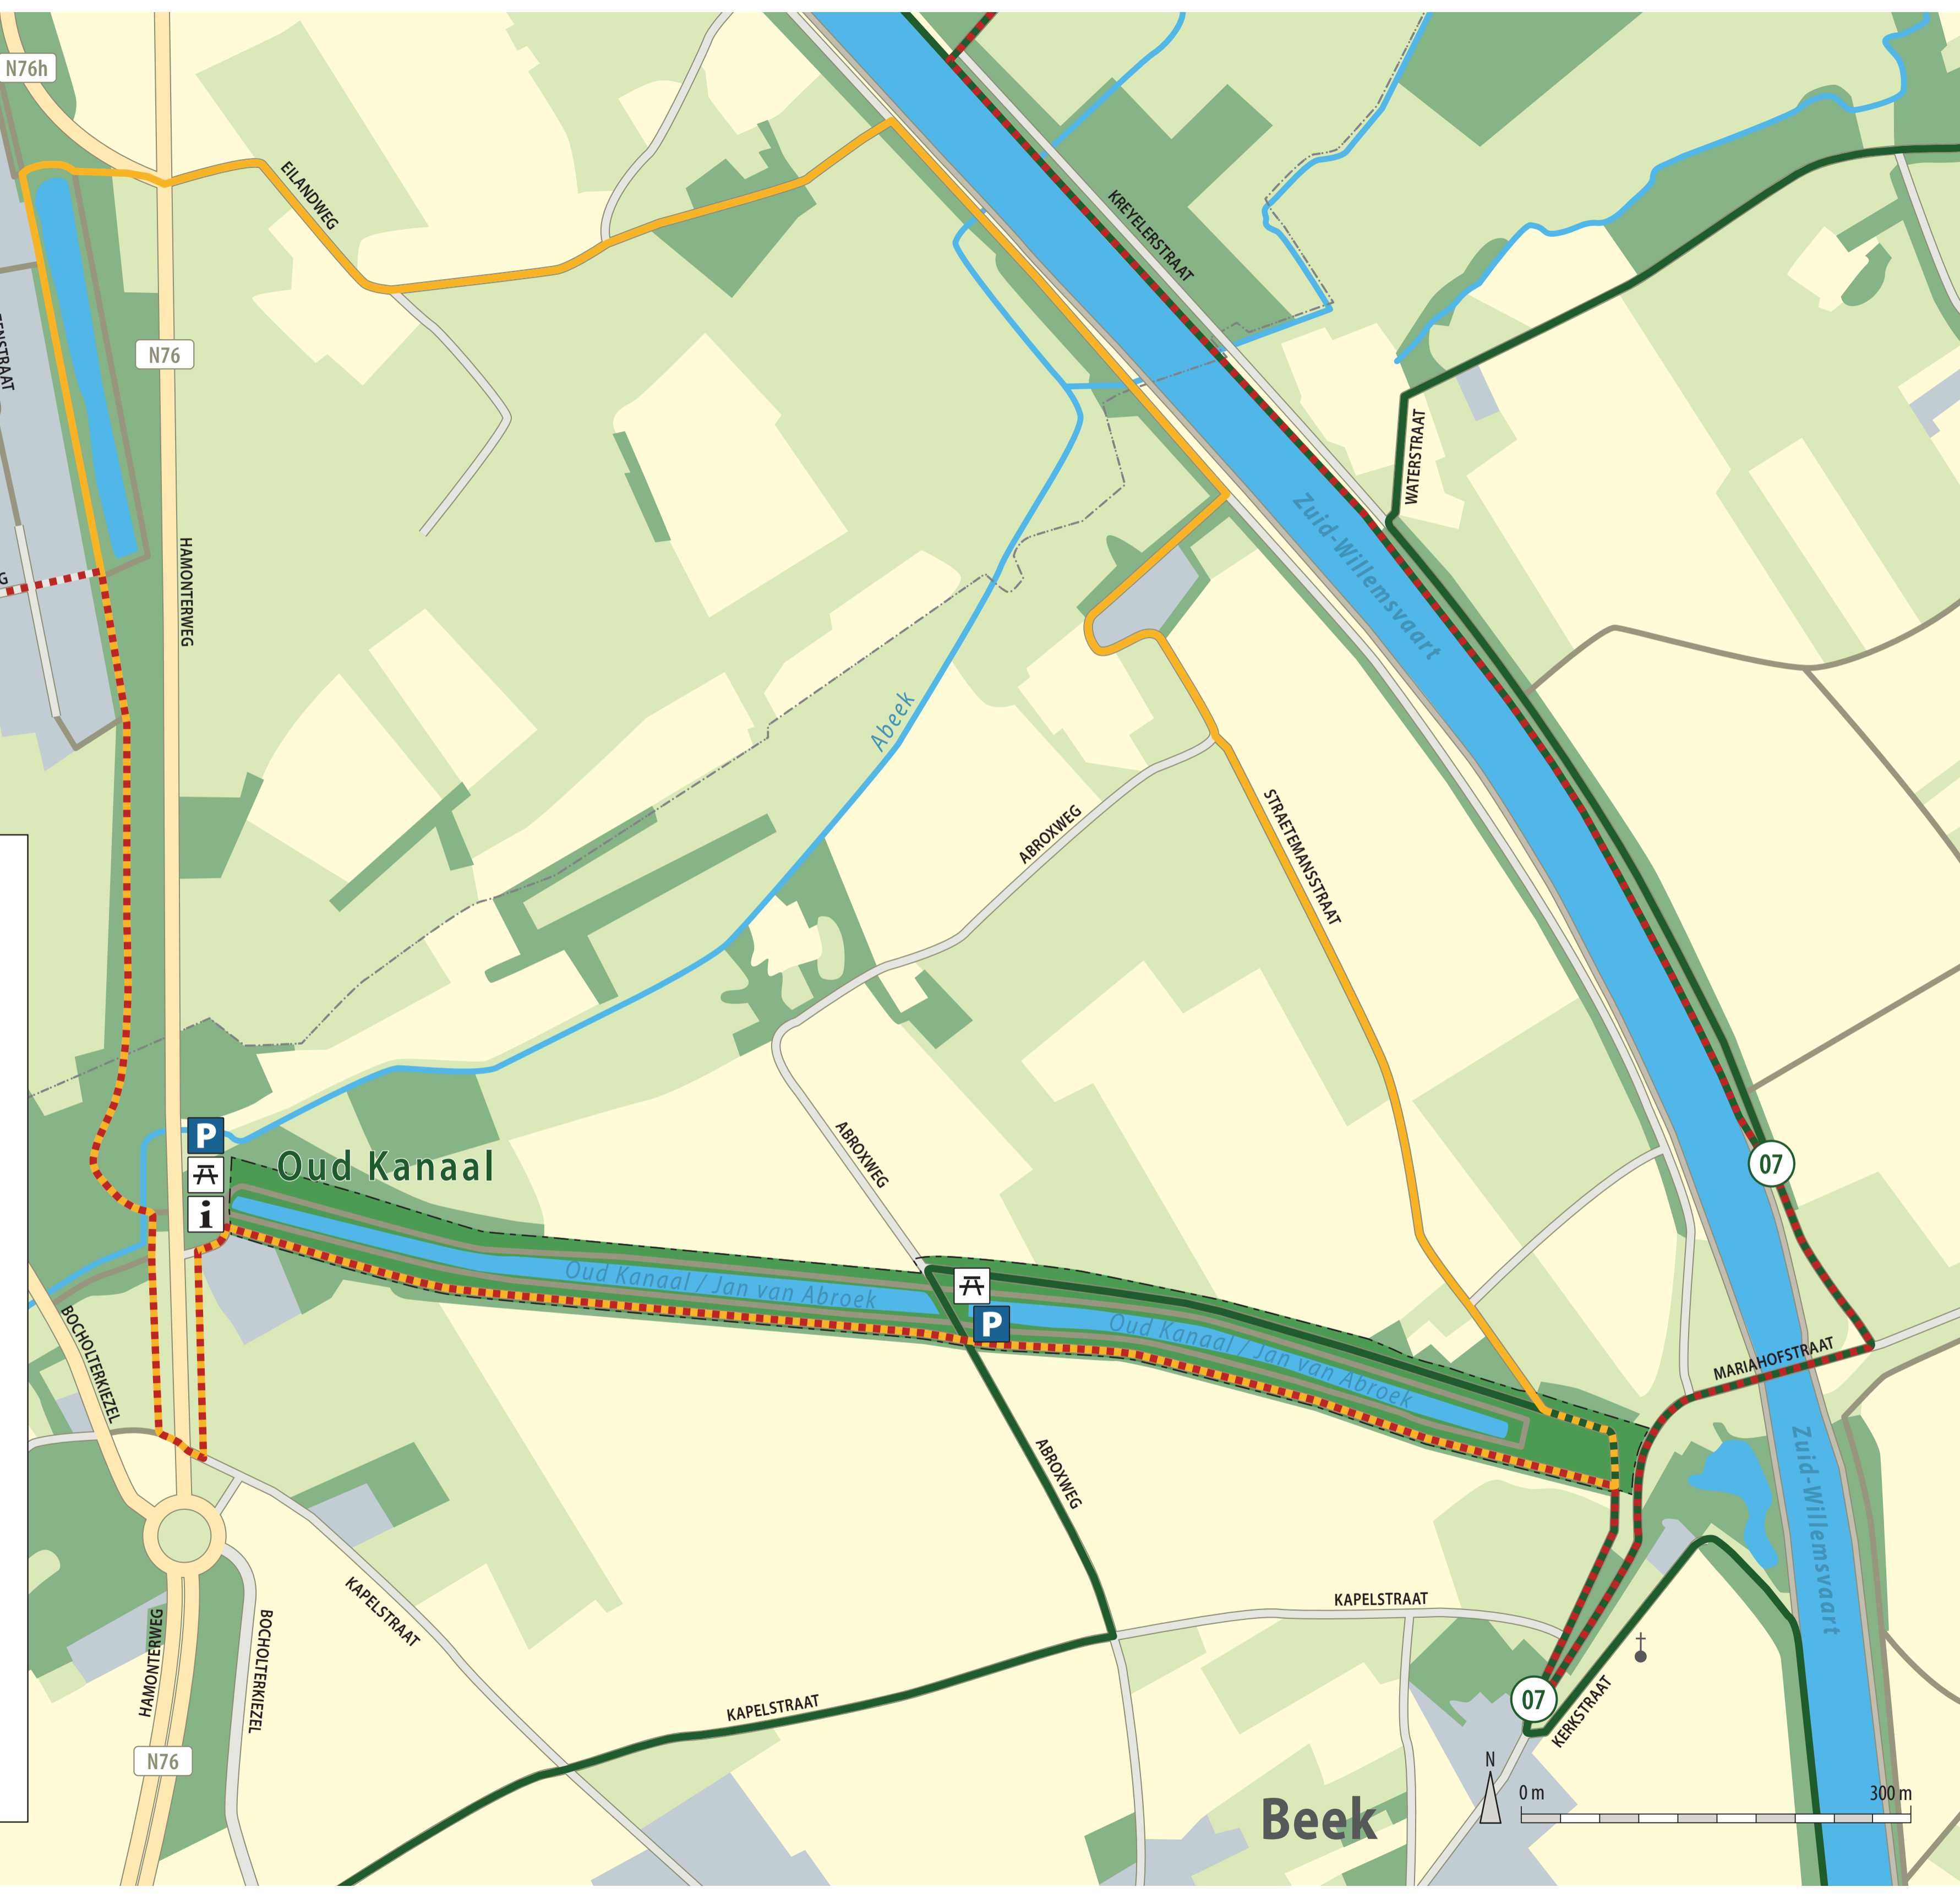 N76h
EILANDWEG
KREYELERSTRAAT
N76
WATERSTRAAT
HAMONTERWEG
Zuid-Willemsvaart
Abeek
ABROXWEG
STRAETEMANSSTRAAT
P
Oud Kanaal
i
ABROXWEG
07
Oud Kanaal / Jan van Abroek
P
Oud Kanaal / Jan van Abroek
MARIAHOFSTRAAT
BOCHOLTERKIEZEL
ABROXWEG
Zuid-Willemsvaart
KAPELSTRAAT
KAPELSTRAAT
HAMONTERWEG
BOCHOLTERKIEZEL
KAPELSTRAAT
07
KERKSTRAAT
N76
N
0 m 300 m
Beek